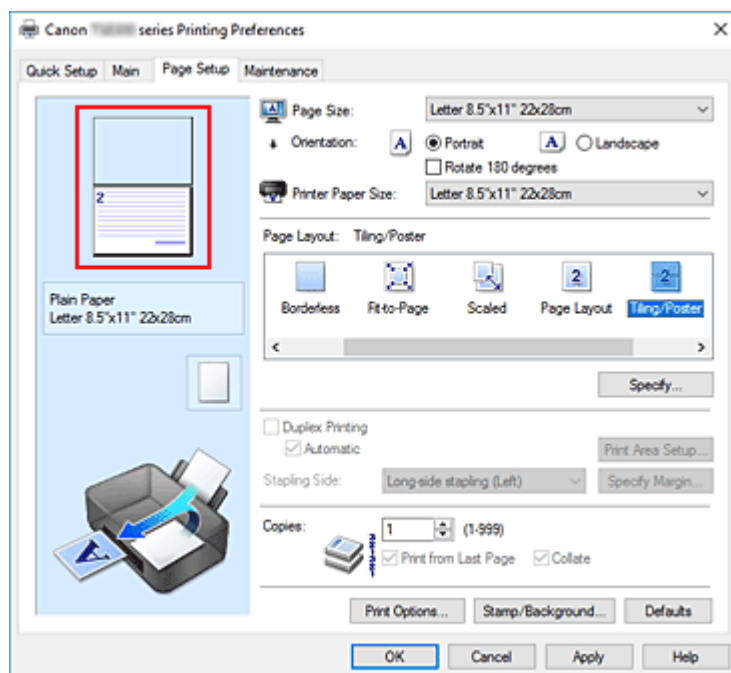 Canon series Printing Preferences
Quick Setup Main Page Setup Maintenance
2
Plain Paper
Letter 8.5"x11" 22x28cm
A
Page Size: Letter 8.5"x11" 22x28cm
Orientation: A Portrait A Landscape
Rotate 180 degrees
Printer Paper Size: Letter 8.5"x11" 22x28cm
Page Layout: Tiling/Poster
2 2
Borderless Fit-to-Page Scaled Page Layout Tiling/Poster
Specify...
Duplex Printing
Automatic Print Area Setup...
Stapling Side: Long-side stapling (Left) Specify Margin...
Copies: 1 (1-999)
Print from Last Page Collate
Print Options... Stamp/Background... Defaults
OK Cancel Apply Help